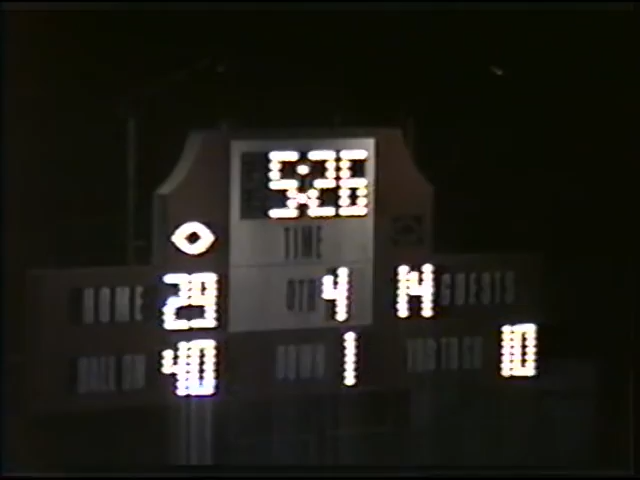 5:26
TIME
HOME 29 QTR 4 14 GUESTS
BALL ON 40 DOWN 1 YDS TO GO 10